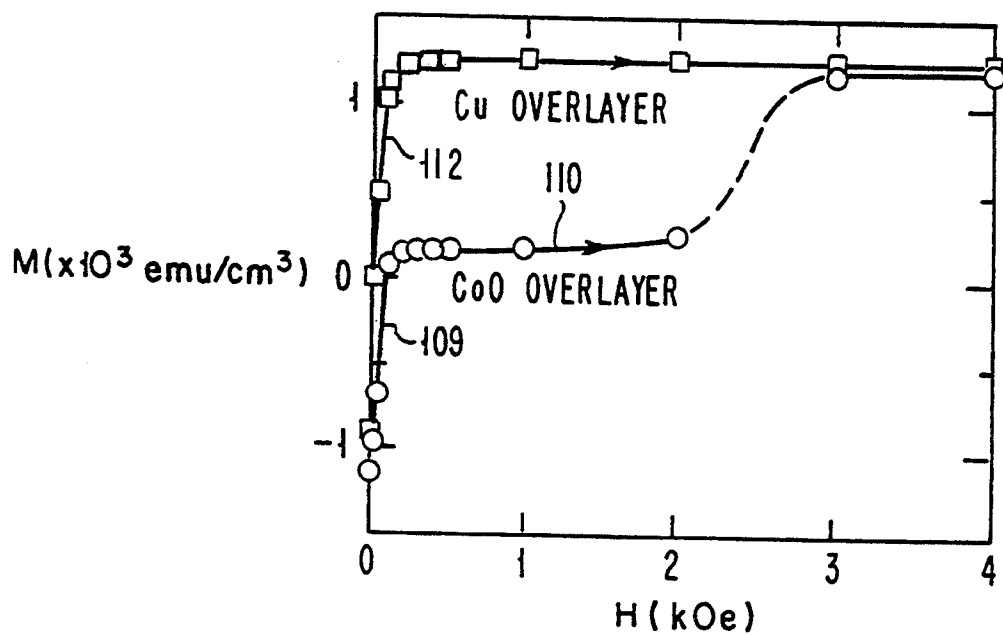 1
Cu OVERLAYER
112
110
M(x10³ emu/cm³)
0
CoO OVERLAYER
109
-1
0 1 2 3 4
H (kOe)